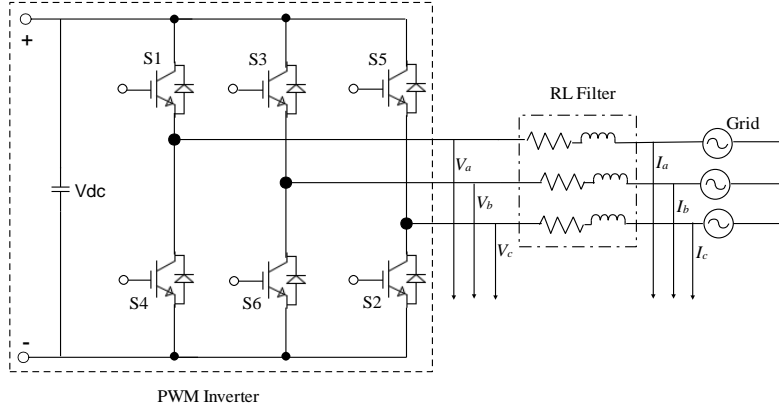 +
S1
S3
S5
RL Filter
Grid
Va
Ia
Vdc
Vb
Ib
Vc
Ic
S4
S6
S2
-
PWM Inverter